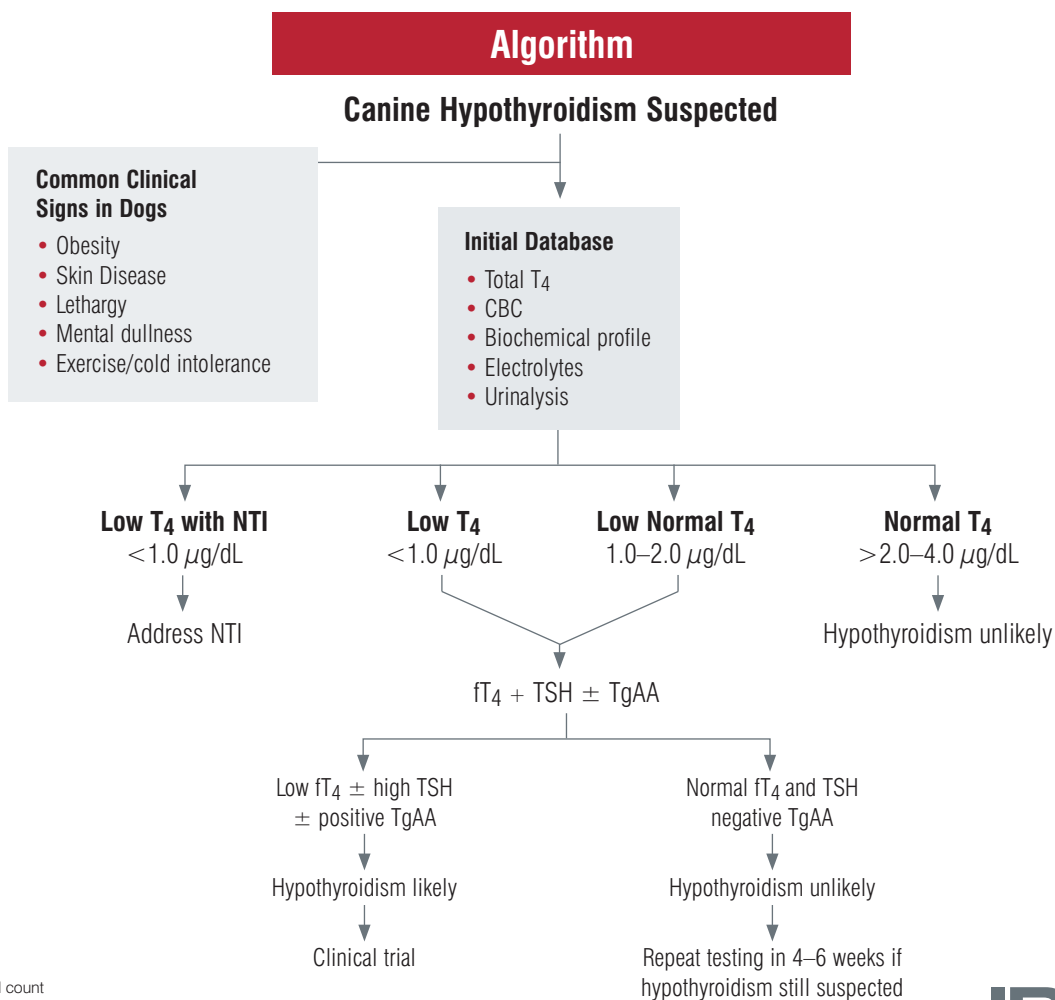 Algorithm
Canine Hypothyroidism Suspected
Common Clinical
Signs in Dogs
• Obesity
• Skin Disease
• Lethargy
• Mental dullness
• Exercise/cold intolerance
Initial Database
• Total T4
• CBC
• Biochemical profile
• Electrolytes
• Urinalysis
Low T4 with NTI
<1.0 µg/dL
Address NTI
Low T4
<1.0 µg/dL
Low Normal T4
1.0–2.0 µg/dL
Normal T4
>2.0–4.0 µg/dL
Hypothyroidism unlikely
fT4 + TSH ± TgAA
Low fT4 ± high TSH
± positive TgAA
Hypothyroidism likely
Clinical trial
Normal fT4 and TSH
negative TgAA
Hypothyroidism unlikely
Repeat testing in 4–6 weeks if
hypothyroidism still suspected
count